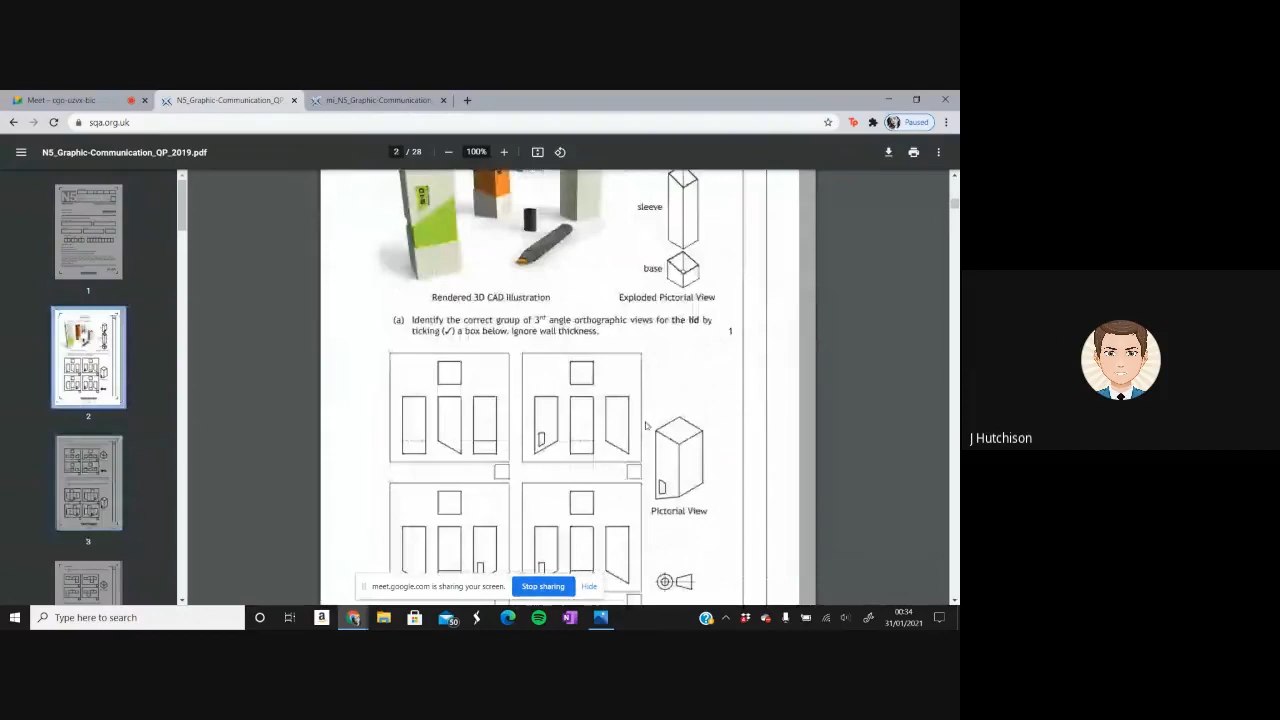 Meet – cgo-uzvx-bic
N5_Graphic-Communication_QP
mi_N5_Graphic-Communication
sqa.org.uk
Paused
N5_Graphic-Communication_QP_2019.pdf
2 / 28
100%
sleeve
base
Rendered 3D CAD Illustration
Exploded Pictorial View
(a) Identify the correct group of 3rd angle orthographic views for the lid by
ticking (✓) a box below. Ignore wall thickness.
1
Pictorial View
1
2
3
meet.google.com is sharing your screen.
Stop sharing
Hide
J Hutchison
Type here to search
50
00:34
31/01/2021